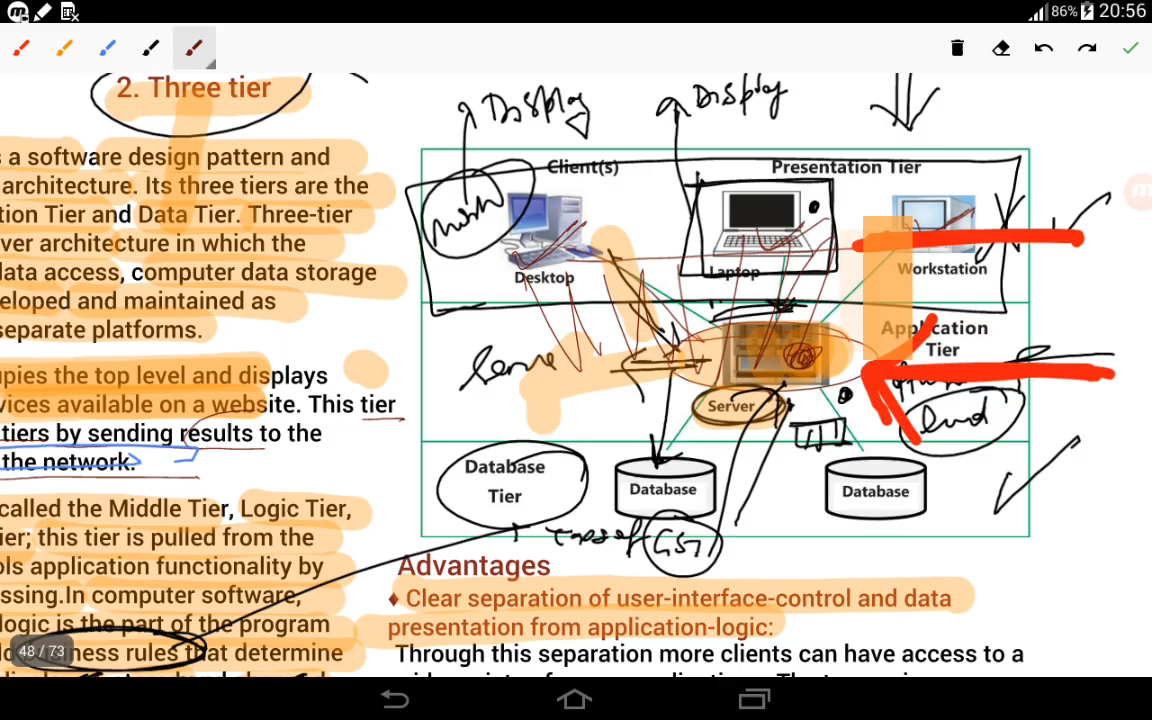 86% 20:56
2. Three tier
s a software design pattern and
architecture. Its three tiers are the
tion Tier and Data Tier. Three-tier
ver architecture in which the
data access, computer data storage
eloped and maintained as
separate platforms.
upies the top level and displays
vices available on a website. This tier
tiers by sending results to the
the network.
called the Middle Tier, Logic Tier,
ier; this tier is pulled from the
ols application functionality by
ssing.In computer software,
logic is the part of the program
ness rules that determine
48 / 73
Display
Display
Client(s)
Presentation Tier
Desktop
Laptop
Workstation
Application
Tier
Server
Database
Tier
Database
Database
GST
Advantages
♦ Clear separation of user-interface-control and data
presentation from application-logic:
Through this separation more clients can have access to a